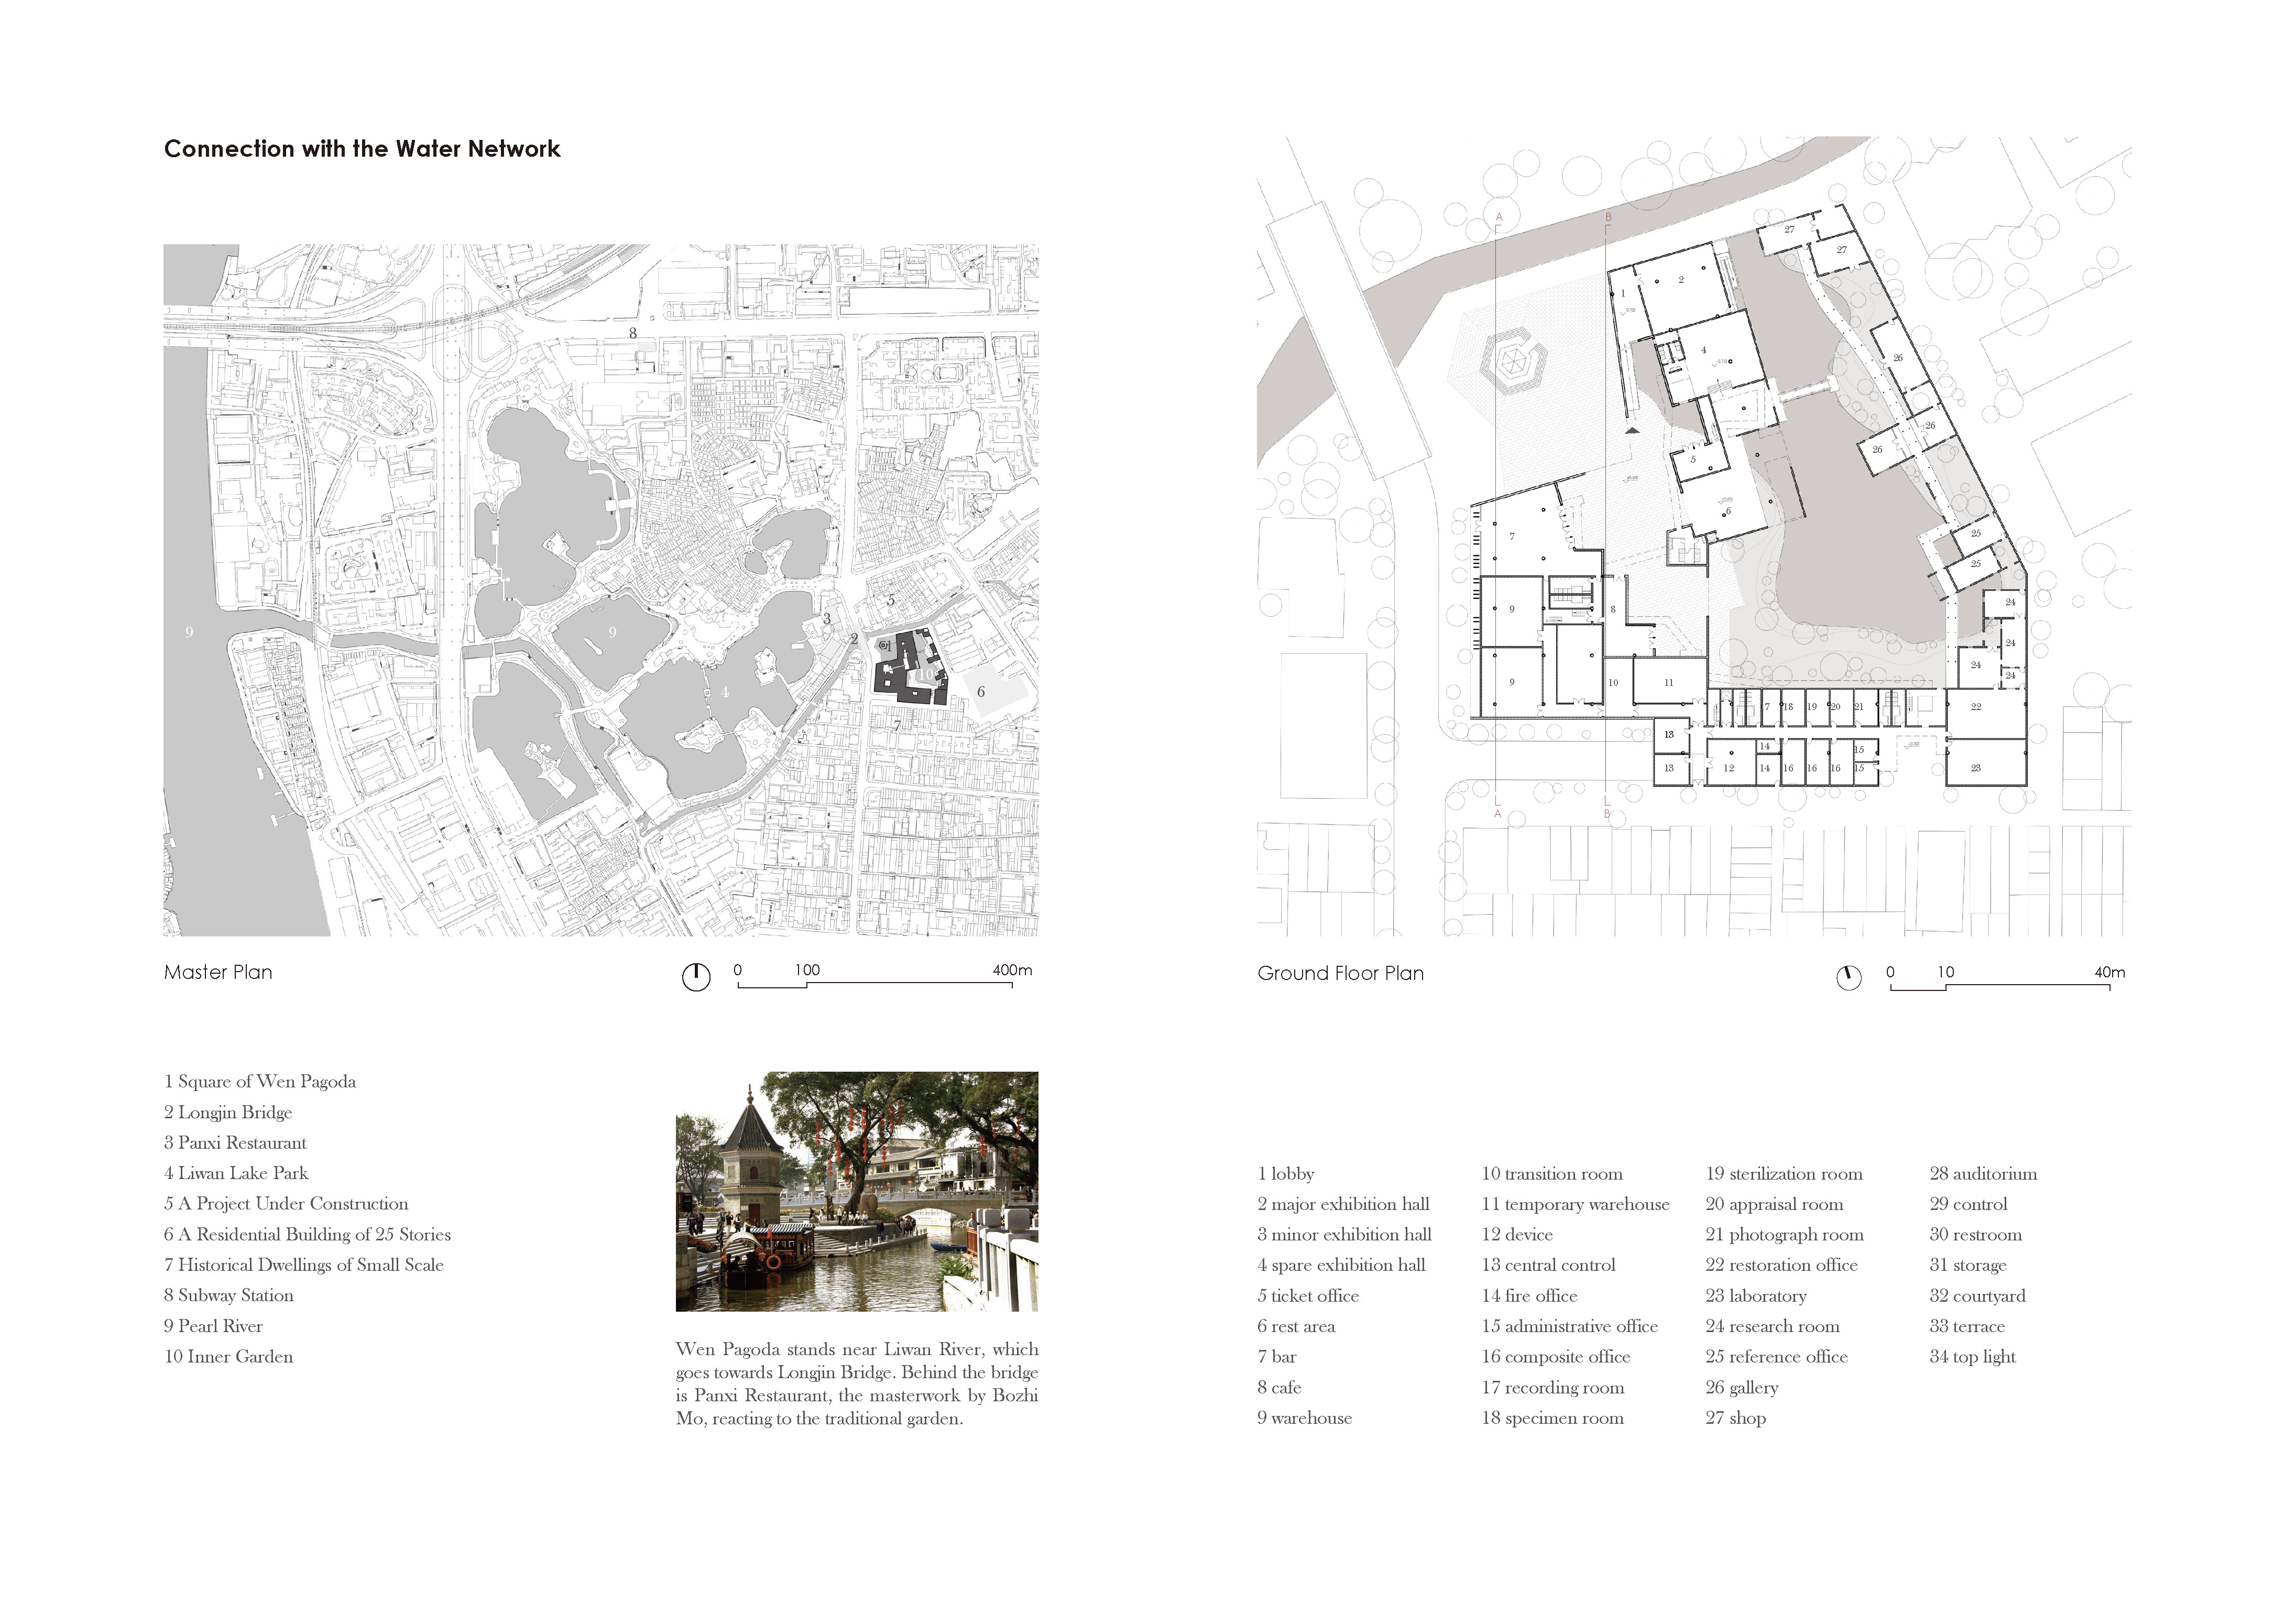 Connection with the Water Network
8
9
9
3
2
5
1
10
4
6
7
Master Plan
0 100 400m
1 Square of Wen Pagoda
2 Longjin Bridge
3 Panxi Restaurant
4 Liwan Lake Park
5 A Project Under Construction
6 A Residential Building of 25 Stories
7 Historical Dwellings of Small Scale
8 Subway Station
9 Pearl River
10 Inner Garden
Wen Pagoda stands near Liwan River, which
goes towards Longjin Bridge. Behind the bridge
is Panxi Restaurant, the masterwork by Bozhi
Mo, reacting to the traditional garden.
A B
27
27
1 2
4
26
26
26
5
6
7
25
25
9 8
24
24
24
24
9 10 11
17 18 19 20 21 22
13
14 15
13 12 14 16 16 16 15 23
A B
Ground Floor Plan
0 10 40m
1 lobby
2 major exhibition hall
3 minor exhibition hall
4 spare exhibition hall
5 ticket office
6 rest area
7 bar
8 cafe
9 warehouse
10 transition room
11 temporary warehouse
12 device
13 central control
14 fire office
15 administrative office
16 composite office
17 recording room
18 specimen room
19 sterilization room
20 appraisal room
21 photograph room
22 restoration office
23 laboratory
24 research room
25 reference office
26 gallery
27 shop
28 auditorium
29 control
30 restroom
31 storage
32 courtyard
33 terrace
34 top light